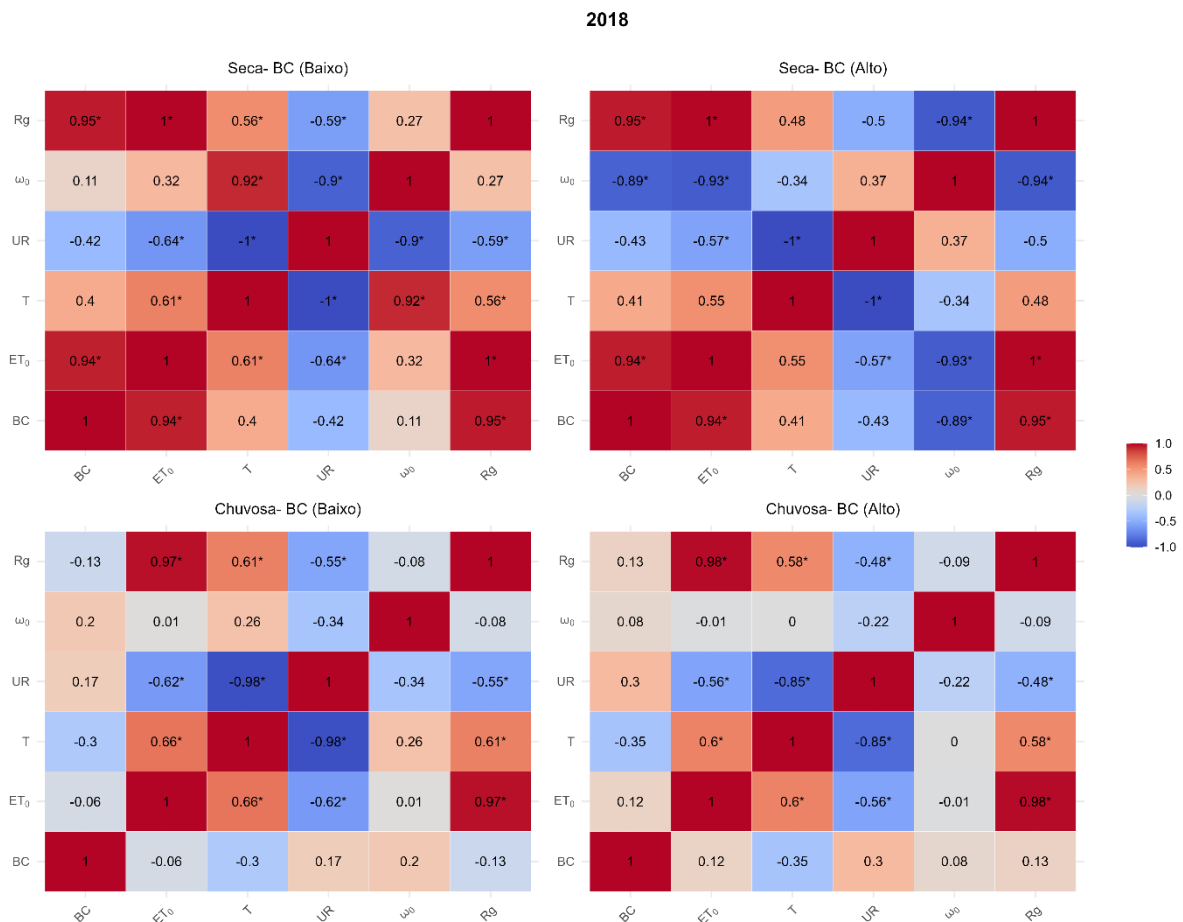 2018
Seca- BC (Baixo)
Rg 0.95* 1* 0.56* -0.59* 0.27 1
ω₀ 0.11 0.32 0.92* -0.9* 1 0.27
UR -0.42 -0.64* -1* 1 -0.9* -0.59*
T 0.4 0.61* 1 -1* 0.92* 0.56*
ET₀ 0.94* 1 0.61* -0.64* 0.32 1*
BC 1 0.94* 0.4 -0.42 0.11 0.95*
BC ET₀ T UR ω₀ Rg
Seca- BC (Alto)
0.95* 1* 0.48 -0.5 -0.94* 1
-0.89* -0.93* -0.34 0.37 1 -0.94*
-0.43 -0.57* -1* 1 0.37 -0.5
0.41 0.55 1 -1* -0.34 0.48
0.94* 1 0.55 -0.57* -0.93* 1*
1 0.94* 0.41 -0.43 -0.89* 0.95*
BC ET₀ T UR ω₀ Rg
Chuvosa- BC (Baixo)
Rg -0.13 0.97* 0.61* -0.55* -0.08 1
ω₀ 0.2 0.01 0.26 -0.34 1 -0.08
UR 0.17 -0.62* -0.98* 1 -0.34 -0.55*
T -0.3 0.66* 1 -0.98* 0.26 0.61*
ET₀ -0.06 1 0.66* -0.62* 0.01 0.97*
BC 1 -0.06 -0.3 0.17 0.2 -0.13
BC ET₀ T UR ω₀ Rg
Chuvosa- BC (Alto)
0.13 0.98* 0.58* -0.48* -0.09 1
0.08 -0.01 0 -0.22 1 -0.09
0.3 -0.56* -0.85* 1 -0.22 -0.48*
-0.35 0.6* 1 -0.85* 0 0.58*
0.12 1 0.6* -0.56* -0.01 0.98*
1 0.12 -0.35 0.3 0.08 0.13
BC ET₀ T UR ω₀ Rg
1.0
0.5
0.0
-0.5
-1.0